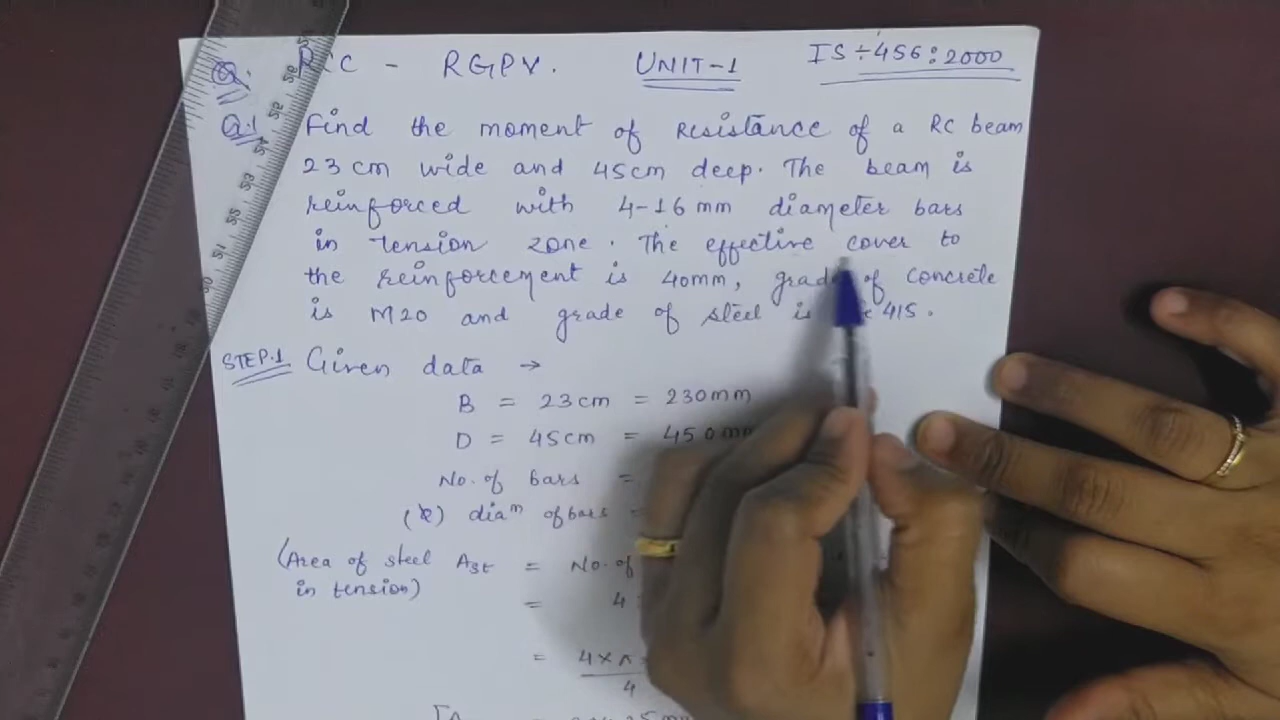 Q. RCC - RGPV. UNIT-1 IS÷456:2000
Q.1 Find the moment of resistance of a RC beam
23 cm wide and 45cm deep. The beam is
reinforced with 4-16 mm diameter bars
in tension zone. The effective cover to
the reinforcement is 40mm, grade of concrete
is M20 and grade of steel is 415.
STEP.1 Given data →
B = 23cm = 230mm
D = 45cm = 450mm
No. of bars =
(&) diaᵐ of bars =
(Area of steel Ast = No. of
in tension)
= 4
= 4×π
4